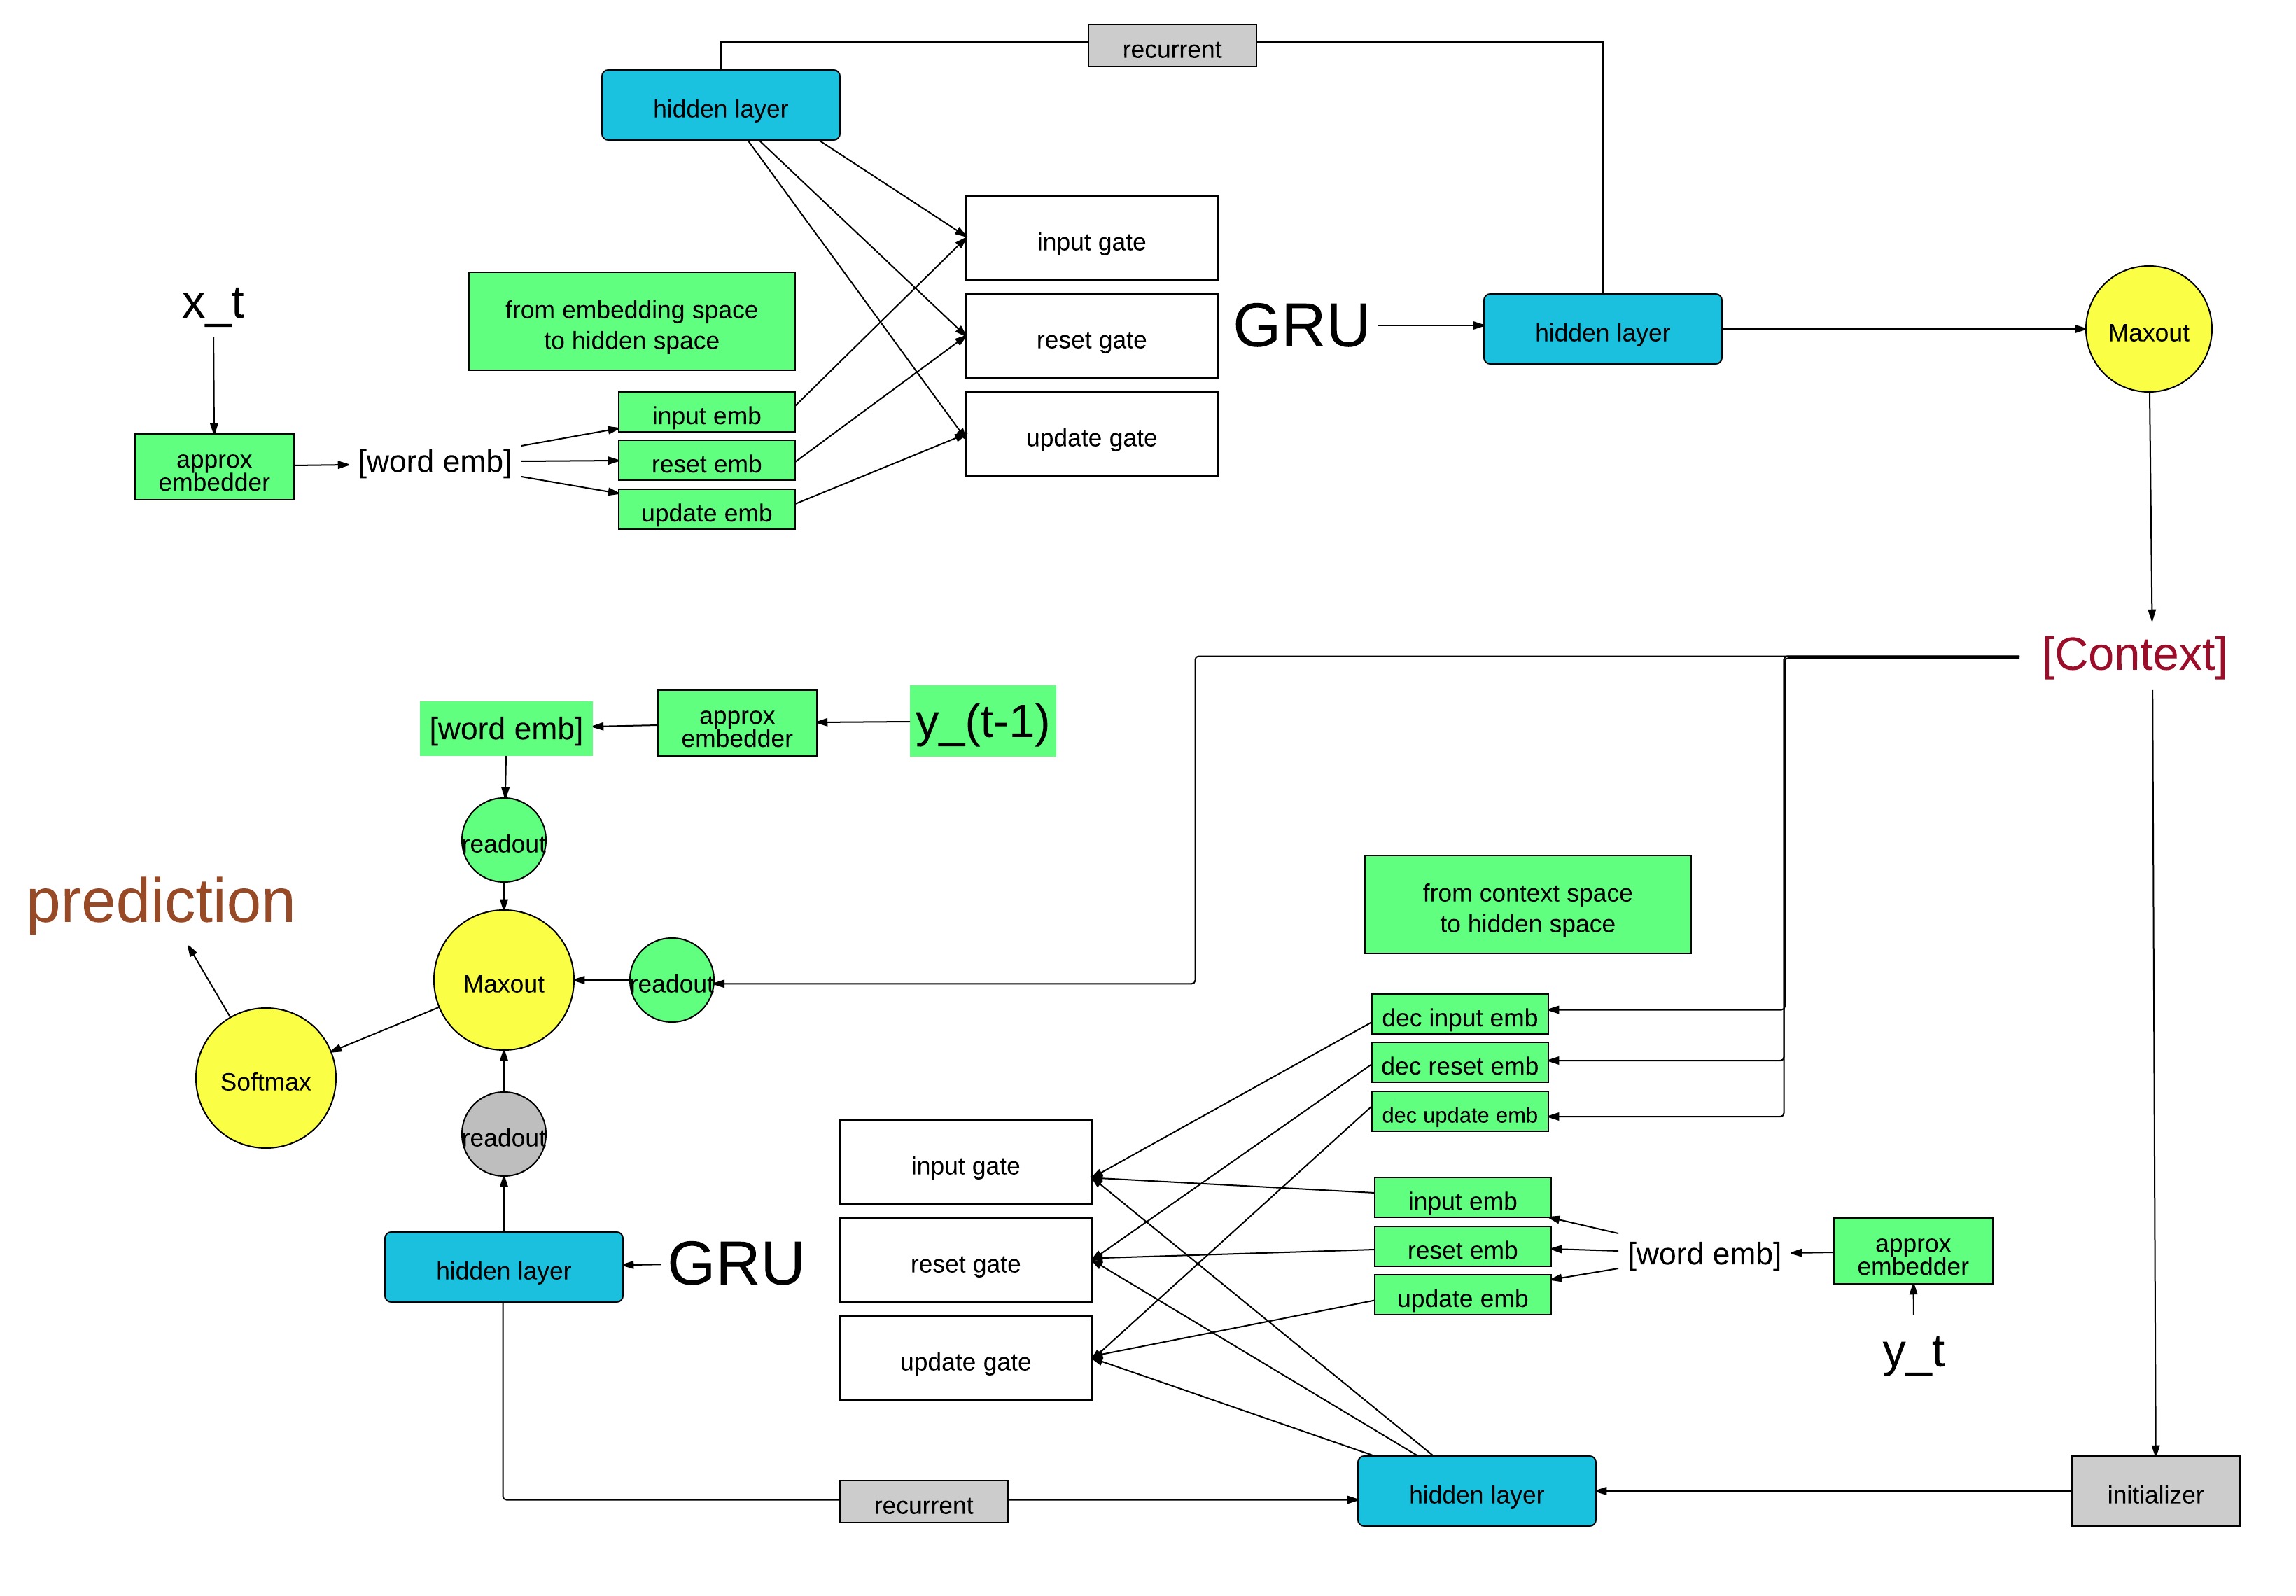 recurrent
hidden layer
input gate
x_t
from embedding space
to hidden space
reset gate
GRU
hidden layer
Maxout
input emb
approx
embedder
[word emb]
reset emb
update gate
update emb
[Context]
[word emb]
approx
embedder
y_(t-1)
readout
prediction
from context space
to hidden space
Maxout
readout
dec input emb
dec reset emb
Softmax
dec update emb
readout
input gate
input emb
hidden layer
GRU
reset gate
reset emb
[word emb]
approx
embedder
update emb
update gate
y_t
recurrent
hidden layer
initializer